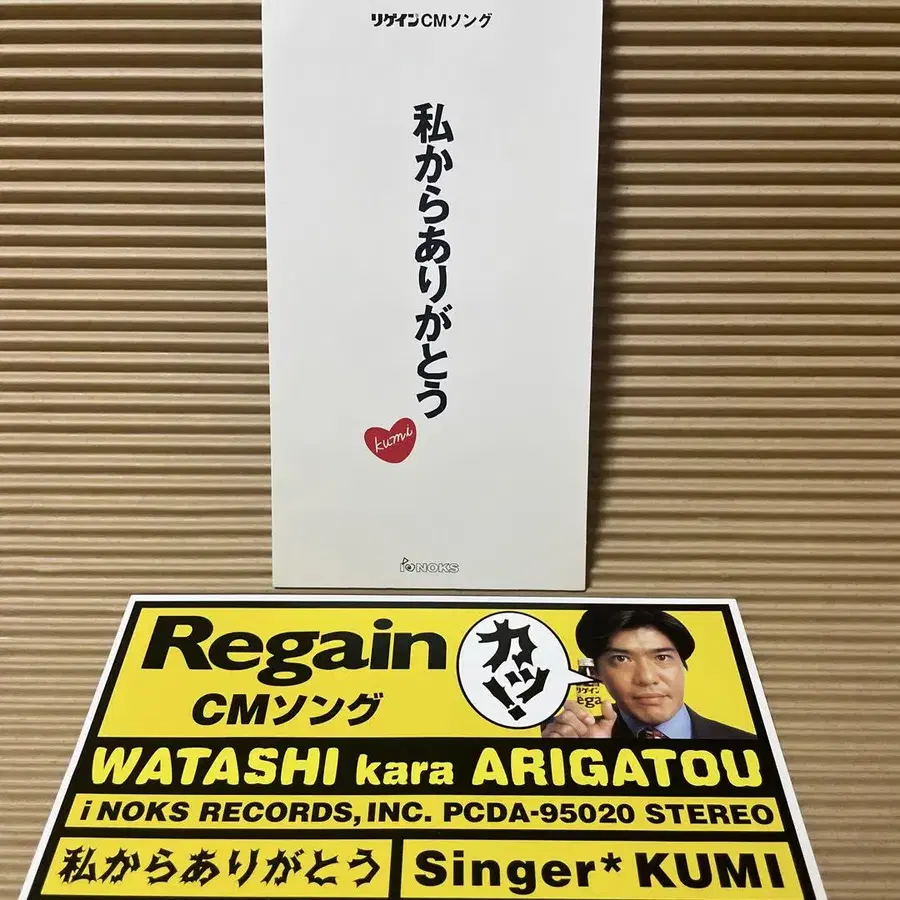 リゲインCMソング
私からありがとう
kumi
i NOKS
Regain
CMソング
カッ!!
リゲイン
ega
WATASHI kara ARIGATOU
i NOKS RECORDS, INC. PCDA-95020 STEREO
私からありがとう
Singer* KUMI